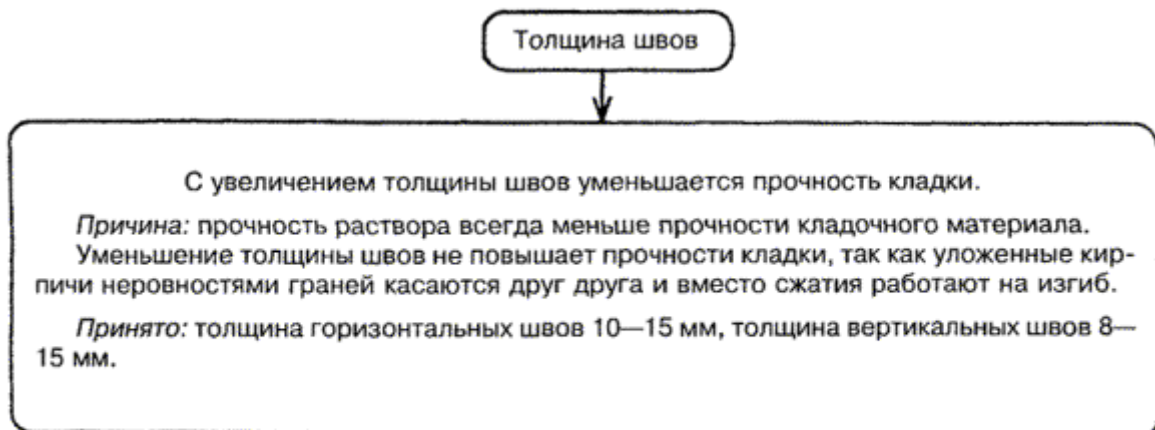 Толщина швов
С увеличением толщины швов уменьшается прочность кладки.
Причина: прочность раствора всегда меньше прочности кладочного материала.
Уменьшение толщины швов не повышает прочности кладки, так как уложенные кир-
пичи неровностями граней касаются друг друга и вместо сжатия работают на изгиб.
Принято: толщина горизонтальных швов 10—15 мм, толщина вертикальных швов 8—
15 мм.